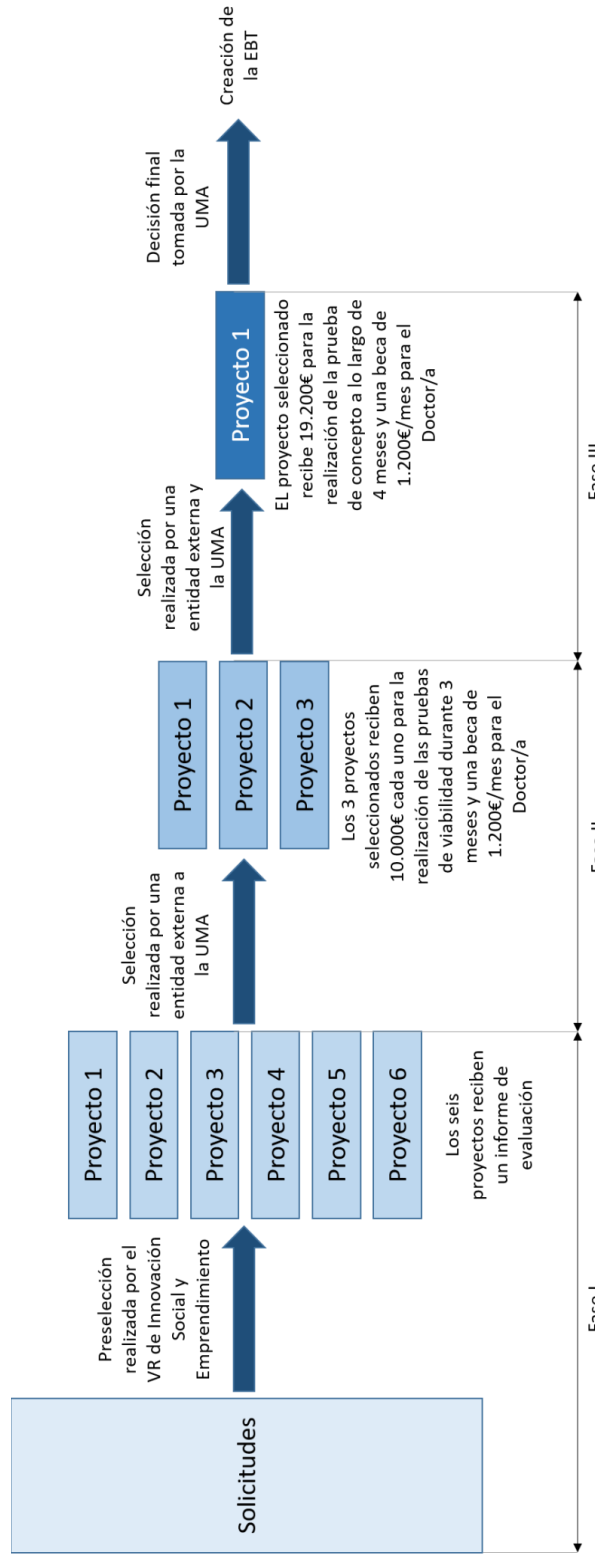 Solicitudes
Preselección
realizada por el
VR de Innovación
Social y
Emprendimiento
Proyecto 1
Proyecto 2
Proyecto 3
Proyecto 4
Proyecto 5
Proyecto 6
Los seis
proyectos reciben
un informe de
evaluación
Fase I
Selección
realizada por una
entidad externa a
la UMA
Proyecto 1
Proyecto 2
Proyecto 3
Los 3 proyectos
seleccionados reciben
10.000€ cada uno para la
realización de las pruebas
de viabilidad durante 3
meses y una beca de
1.200€/mes para el
Doctor/a
Fase II
Selección
realizada por una
entidad externa y
la UMA
Proyecto 1
EL proyecto seleccionado
recibe 19.200€ para la
realización de la prueba
de concepto a lo largo de
4 meses y una beca de
1.200€/mes para el
Doctor/a
Fase III
Decisión final
tomada por la
UMA
Creación de
la EBT